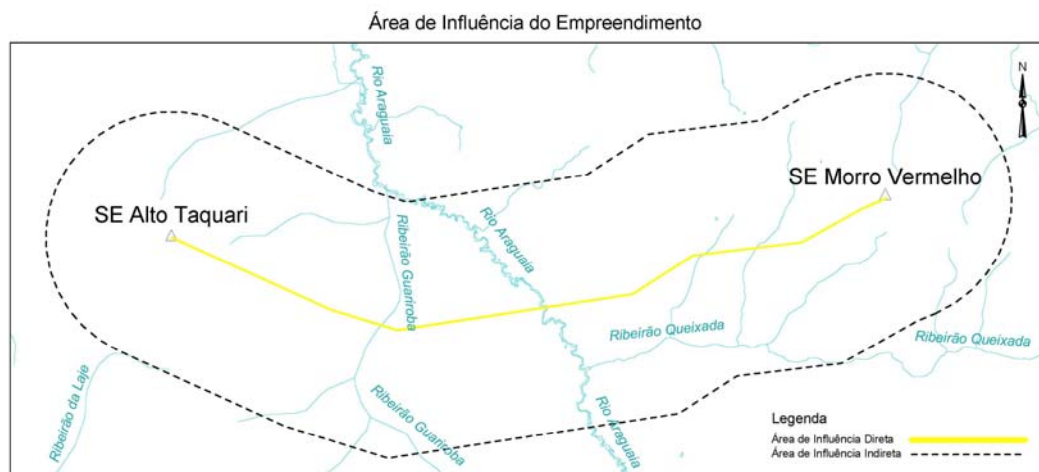 Área de Influência do Empreendimento
Rio Araguaia
N
SE Morro Vermelho
SE Alto Taquari
Rio Araguaia
Ribeirão Guariroba
Ribeirão Queixada
Ribeirão Queixada
Ribeirão da Laje
Ribeirão Guariroba
Rio Araguaia
Legenda
Área de Influência Direta
Área de Influência Indireta